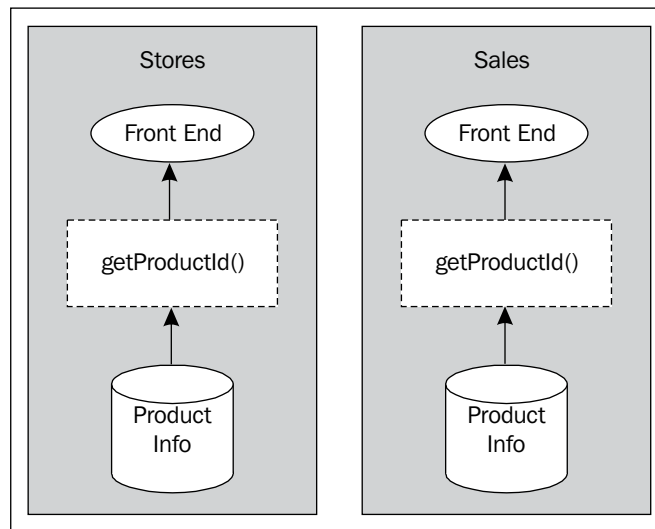 Stores
Front End
getProductId()
Product
Info
Sales
Front End
getProductId()
Product
Info